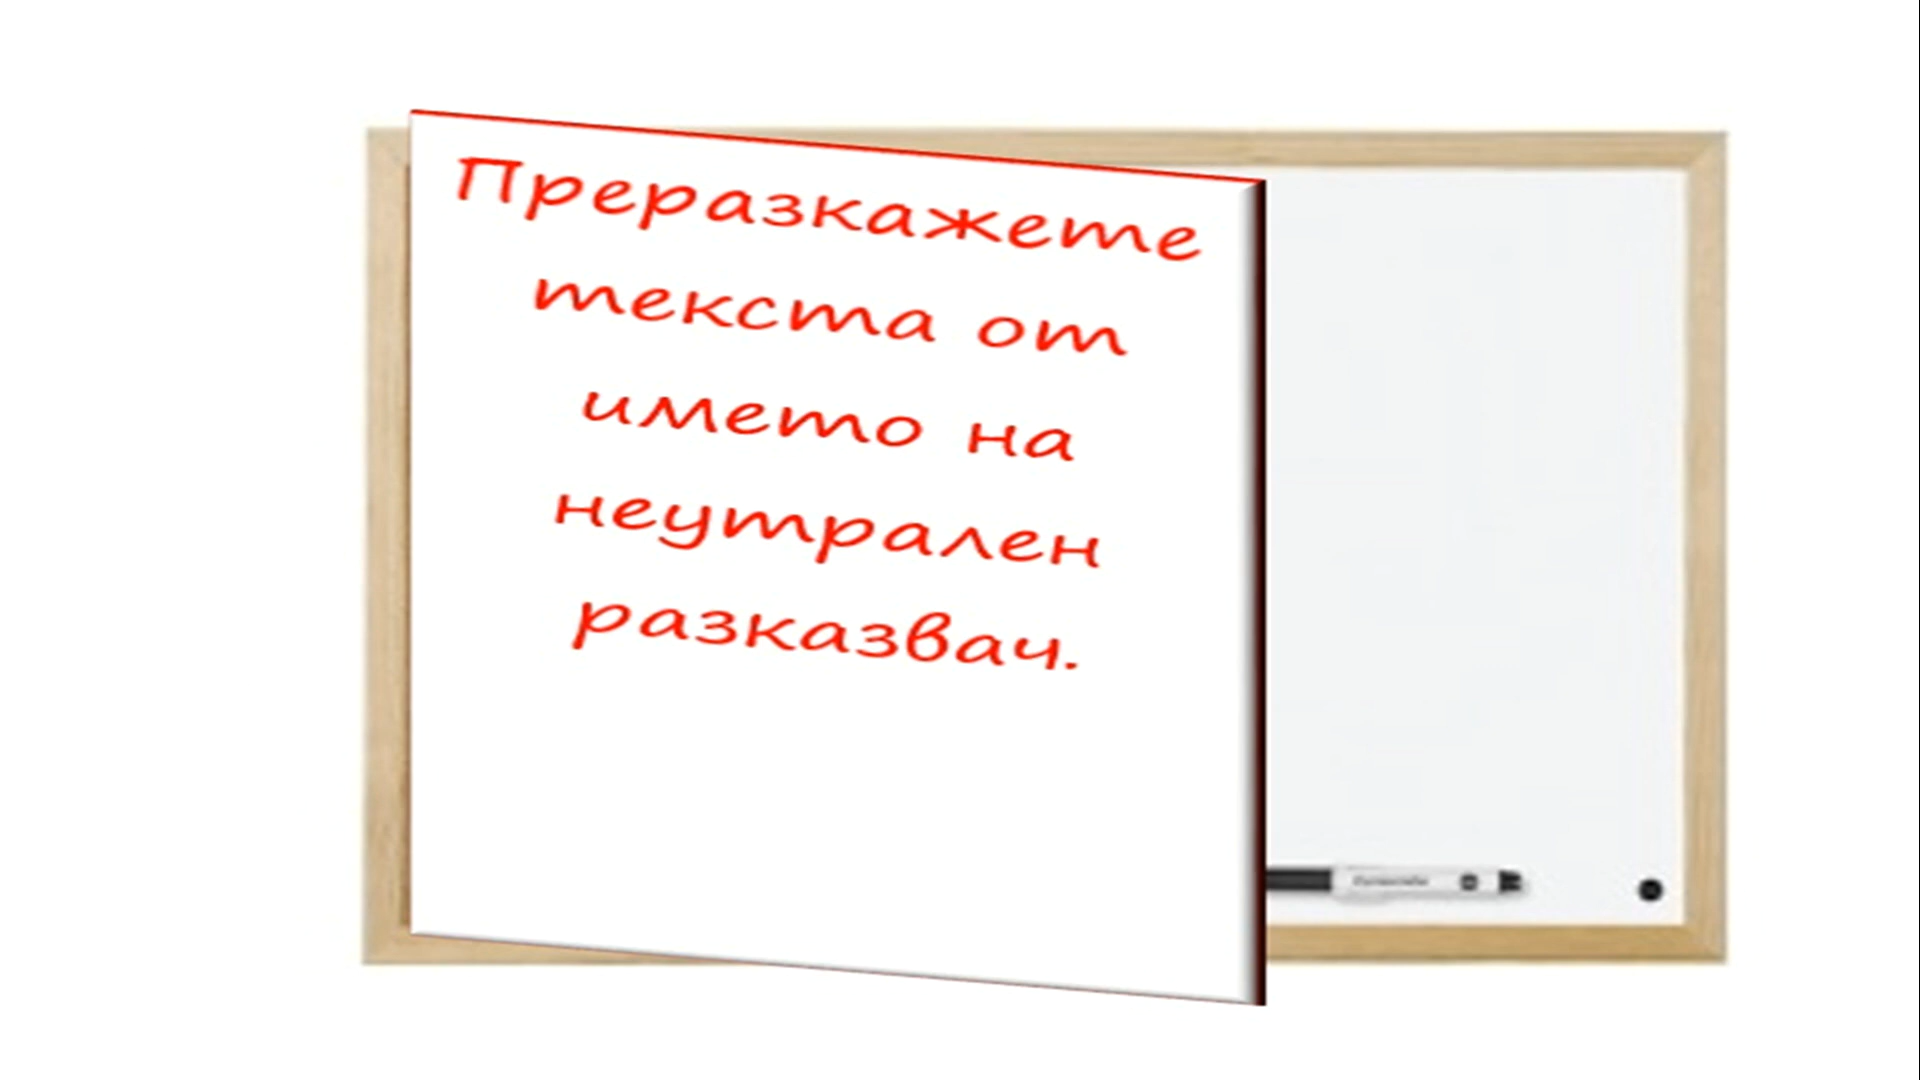 Преразкажете
текста от
името на
неутрален
разказвач.